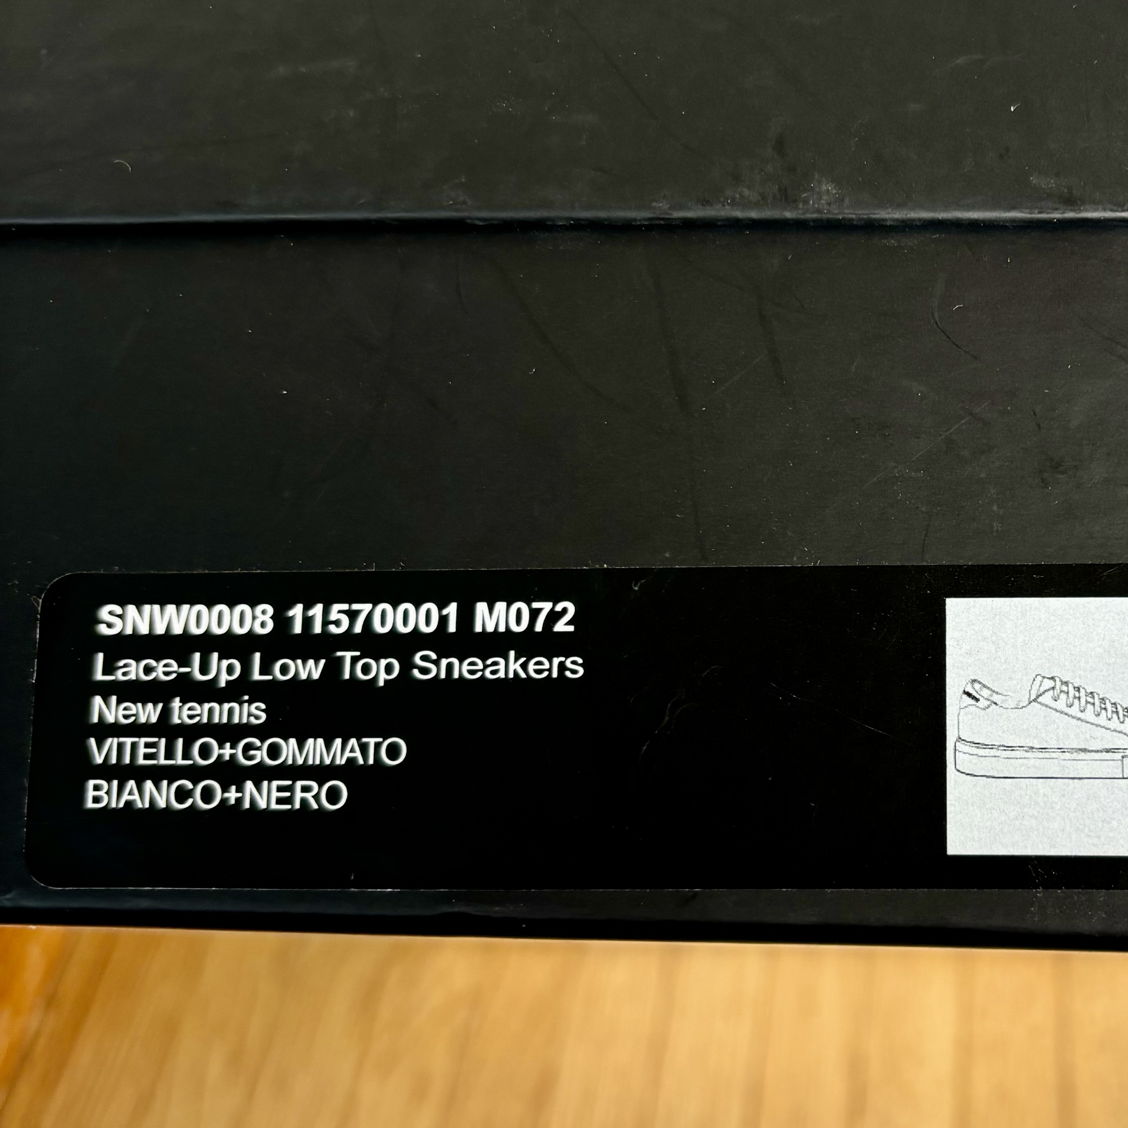 SNW0008 11570001 M072
Lace-Up Low Top Sneakers
New tennis
VITELLO+GOMMATO
BIANCO+NERO